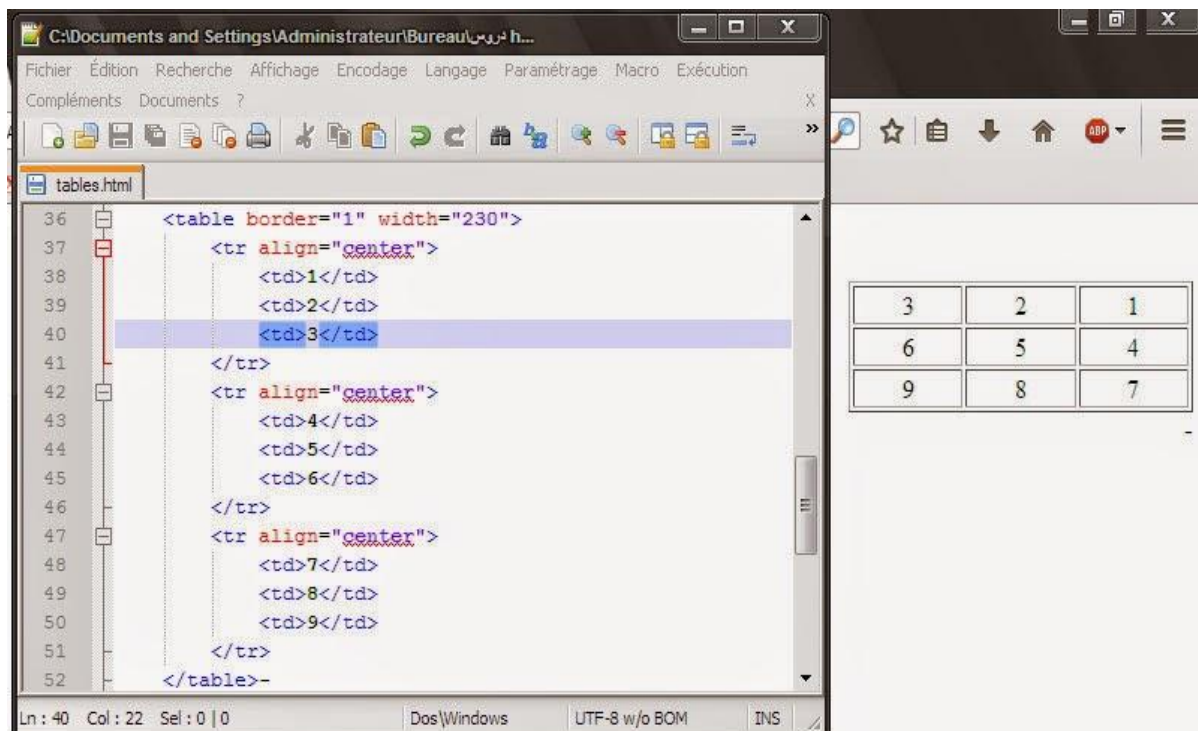 C:\Documents and Settings\Administrateur\Bureau\دروس h...
Fichier Édition Recherche Affichage Encodage Langage Paramétrage Macro Exécution
Compléments Documents ? X
tables.html
36 <table border="1" width="230">
37 <tr align="center">
38 <td>1</td>
39 <td>2</td>
40 <td>3</td>
41 </tr>
42 <tr align="center">
43 <td>4</td>
44 <td>5</td>
45 <td>6</td>
46 </tr>
47 <tr align="center">
48 <td>7</td>
49 <td>8</td>
50 <td>9</td>
51 </tr>
52 </table>-
Ln : 40 Col : 22 Sel : 0 | 0 Dos\Windows UTF-8 w/o BOM INS
ABP
3 2 1
6 5 4
9 8 7
-